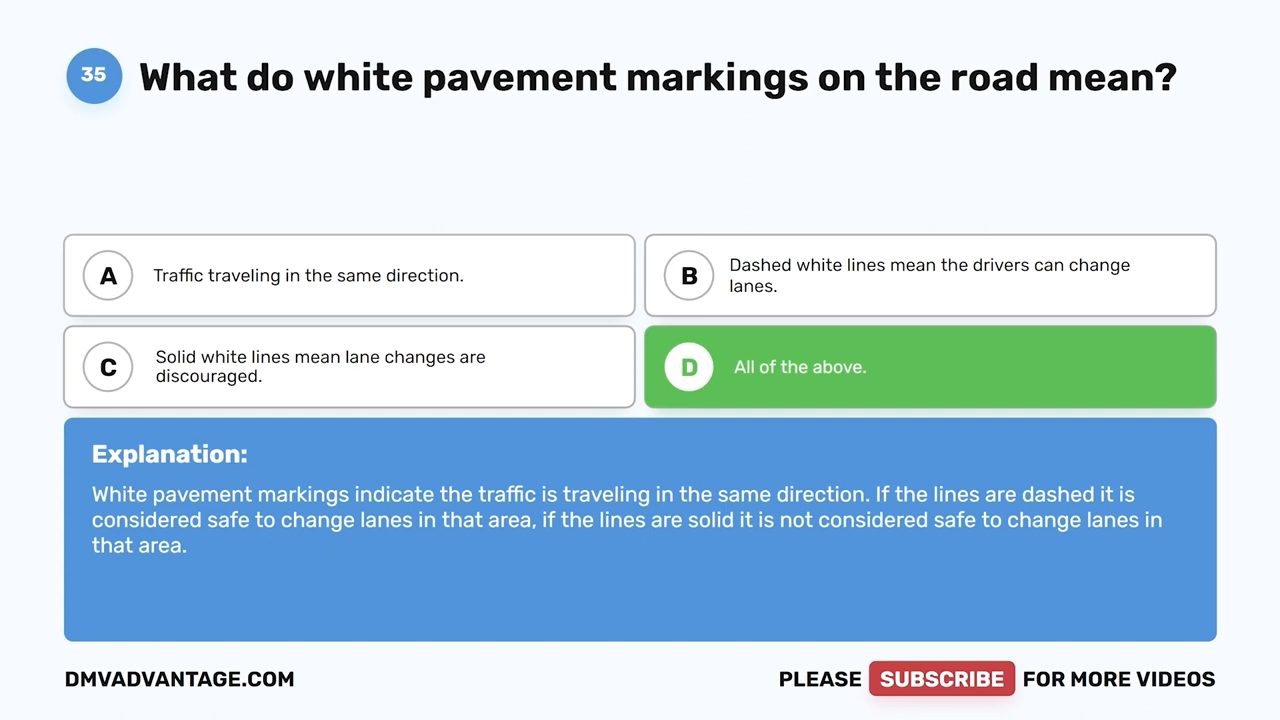 35
What do white pavement markings on the road mean?
A
Traffic traveling in the same direction.
B
Dashed white lines mean the drivers can change
lanes.
C
Solid white lines mean lane changes are
discouraged.
D
All of the above.
Explanation:
White pavement markings indicate the traffic is traveling in the same direction. If the lines are dashed it is
considered safe to change lanes in that area, if the lines are solid it is not considered safe to change lanes in
that area.
DMVADVANTAGE.COM
PLEASE SUBSCRIBE FOR MORE VIDEOS